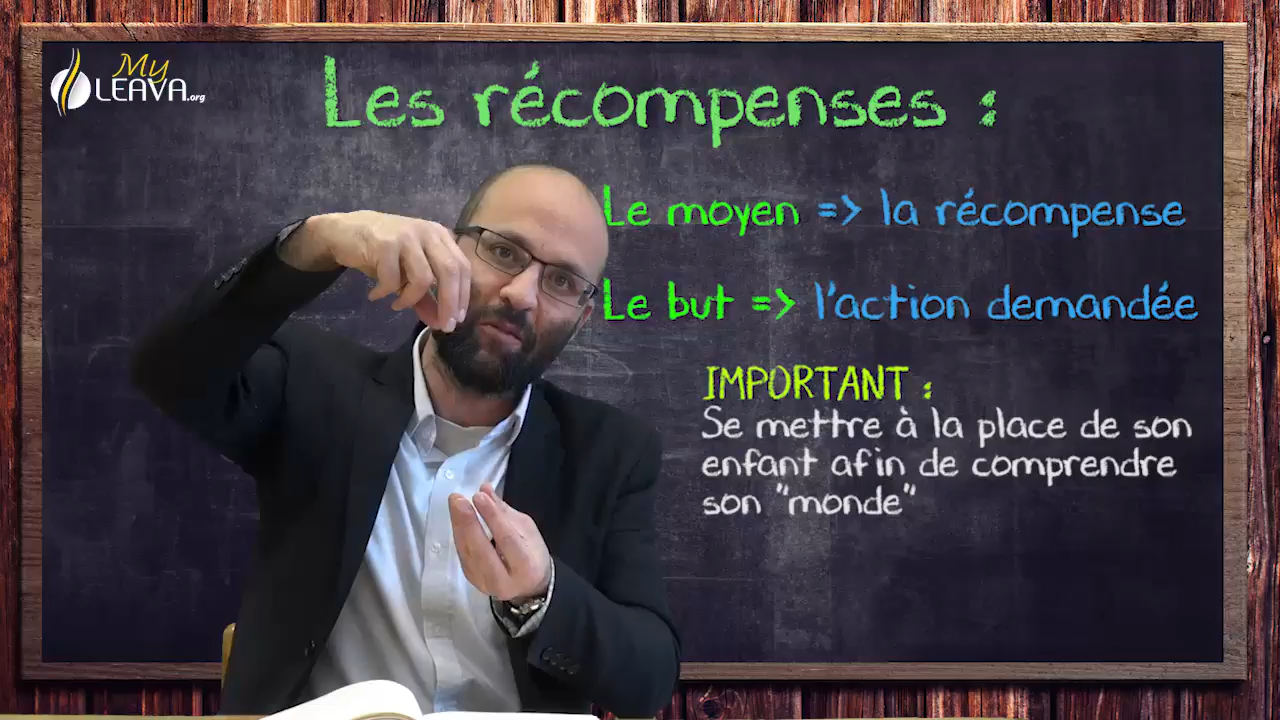 My
LEAVA.org
Les récompenses :
Le moyen => la récompense
Le but => l'action demandée
IMPORTANT :
Se mettre à la place de son
enfant afin de comprendre
son "monde"